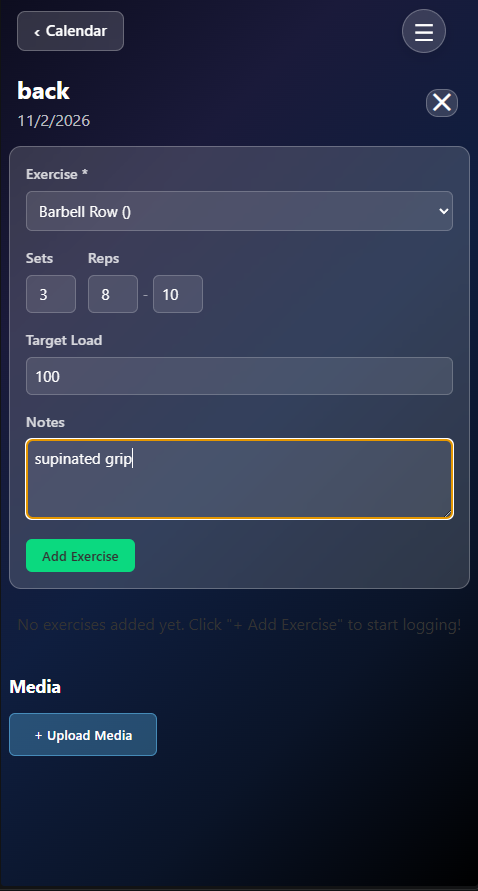 ‹ Calendar
☰
back
11/2/2026
✕
Exercise *
Barbell Row ()
Sets Reps
3 8 - 10
Target Load
100
Notes
supinated grip
Add Exercise
No exercises added yet. Click "+ Add Exercise" to start logging!
Media
+ Upload Media